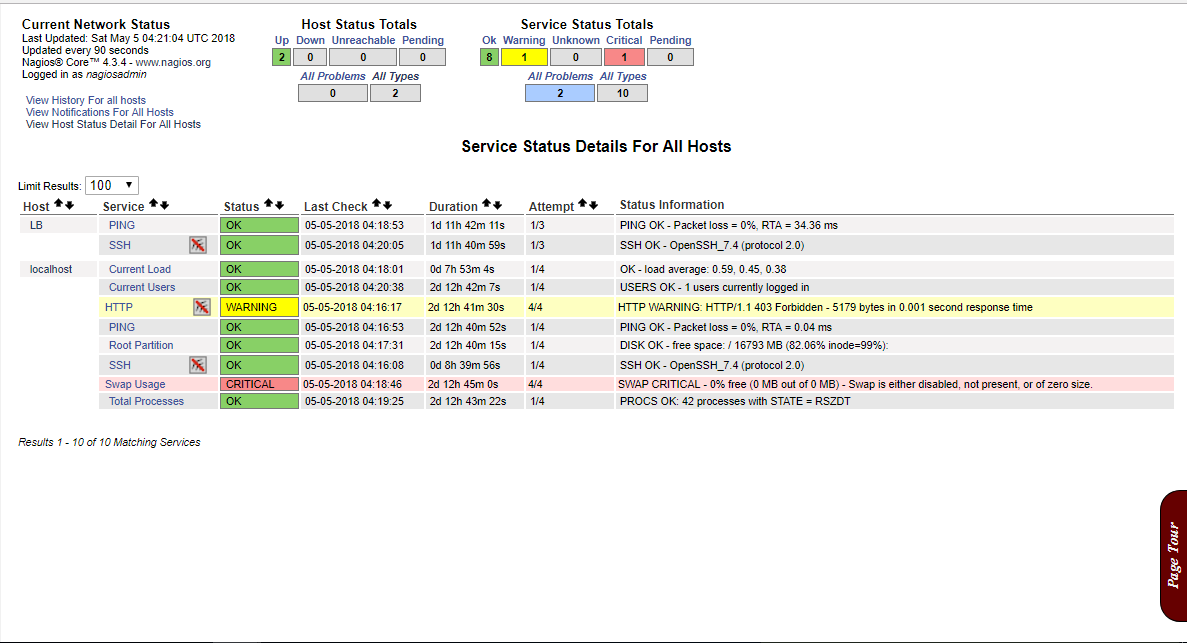 Current Network Status
Last Updated: Sat May 5 04:21:04 UTC 2018
Updated every 90 seconds
Nagios® Core™ 4.3.4 - www.nagios.org
Logged in as nagiosadmin
View History For all hosts
View Notifications For All Hosts
View Host Status Detail For All Hosts
Host Status Totals
Up Down Unreachable Pending
2 0 0 0
All Problems All Types
0 2
Service Status Totals
Ok Warning Unknown Critical Pending
8 1 0 1 0
All Problems All Types
2 10
Service Status Details For All Hosts
Limit Results: 100
Host Service Status Last Check Duration Attempt Status Information
LB PING OK 05-05-2018 04:18:53 1d 11h 42m 11s 1/3 PING OK - Packet loss = 0%, RTA = 34.36 ms
SSH OK 05-05-2018 04:20:05 1d 11h 40m 59s 1/3 SSH OK - OpenSSH_7.4 (protocol 2.0)
localhost Current Load OK 05-05-2018 04:18:01 0d 7h 53m 4s 1/4 OK - load average: 0.59, 0.45, 0.38
Current Users OK 05-05-2018 04:20:38 2d 12h 42m 7s 1/4 USERS OK - 1 users currently logged in
HTTP WARNING 05-05-2018 04:16:17 2d 12h 41m 30s 4/4 HTTP WARNING: HTTP/1.1 403 Forbidden - 5179 bytes in 0.001 second response time
PING OK 05-05-2018 04:16:53 2d 12h 40m 52s 1/4 PING OK - Packet loss = 0%, RTA = 0.04 ms
Root Partition OK 05-05-2018 04:17:31 2d 12h 40m 15s 1/4 DISK OK - free space: / 16793 MB (82.06% inode=99%):
SSH OK 05-05-2018 04:16:08 0d 8h 39m 56s 1/4 SSH OK - OpenSSH_7.4 (protocol 2.0)
Swap Usage CRITICAL 05-05-2018 04:18:46 2d 12h 45m 0s 4/4 SWAP CRITICAL - 0% free (0 MB out of 0 MB) - Swap is either disabled, not present, or of zero size.
Total Processes OK 05-05-2018 04:19:25 2d 12h 43m 22s 1/4 PROCS OK: 42 processes with STATE = RSZDT
Results 1 - 10 of 10 Matching Services
Page Tour